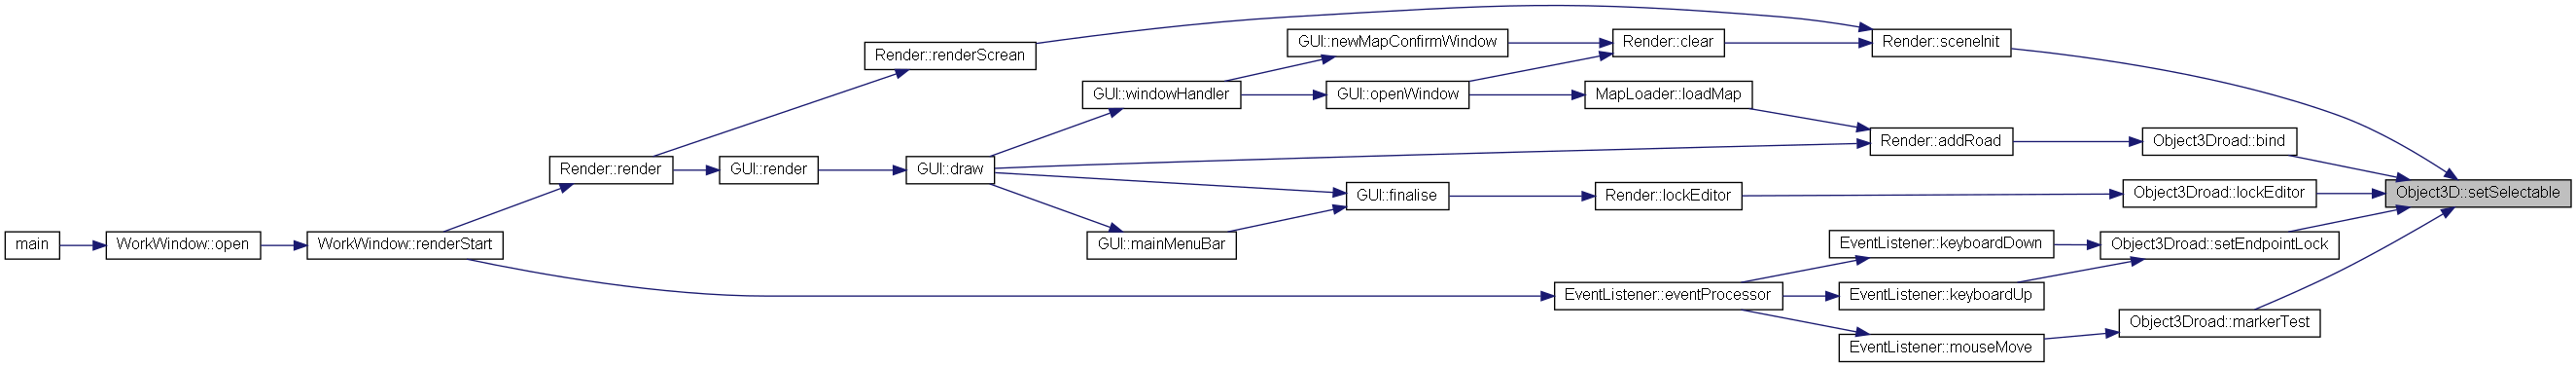 Render::sceneInit
GUI::newMapConfirmWindow
Render::clear
Render::renderScrean
GUI::windowHandler
GUI::openWindow
MapLoader::loadMap
Render::addRoad
Object3Droad::bind
Render::render
GUI::render
GUI::draw
Object3Droad::lockEditor
Object3D::setSelectable
GUI::finalise
Render::lockEditor
main
WorkWindow::open
WorkWindow::renderStart
GUI::mainMenuBar
EventListener::keyboardDown
Object3Droad::setEndpointLock
EventListener::eventProcessor
EventListener::keyboardUp
Object3Droad::markerTest
EventListener::mouseMove